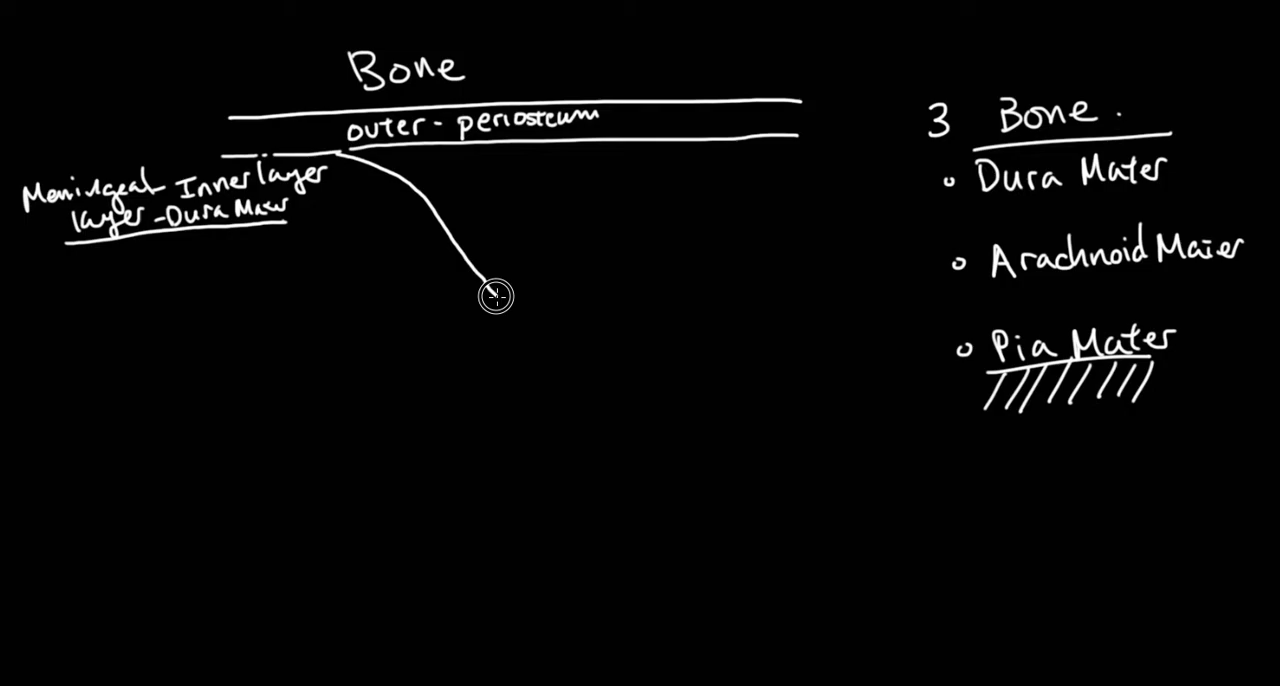 Bone
outer - periosteum
Meningeal Inner layer
layer - Dura Mater
3 Bone.
Dura Mater
Arachnoid Mater
Pia Mater